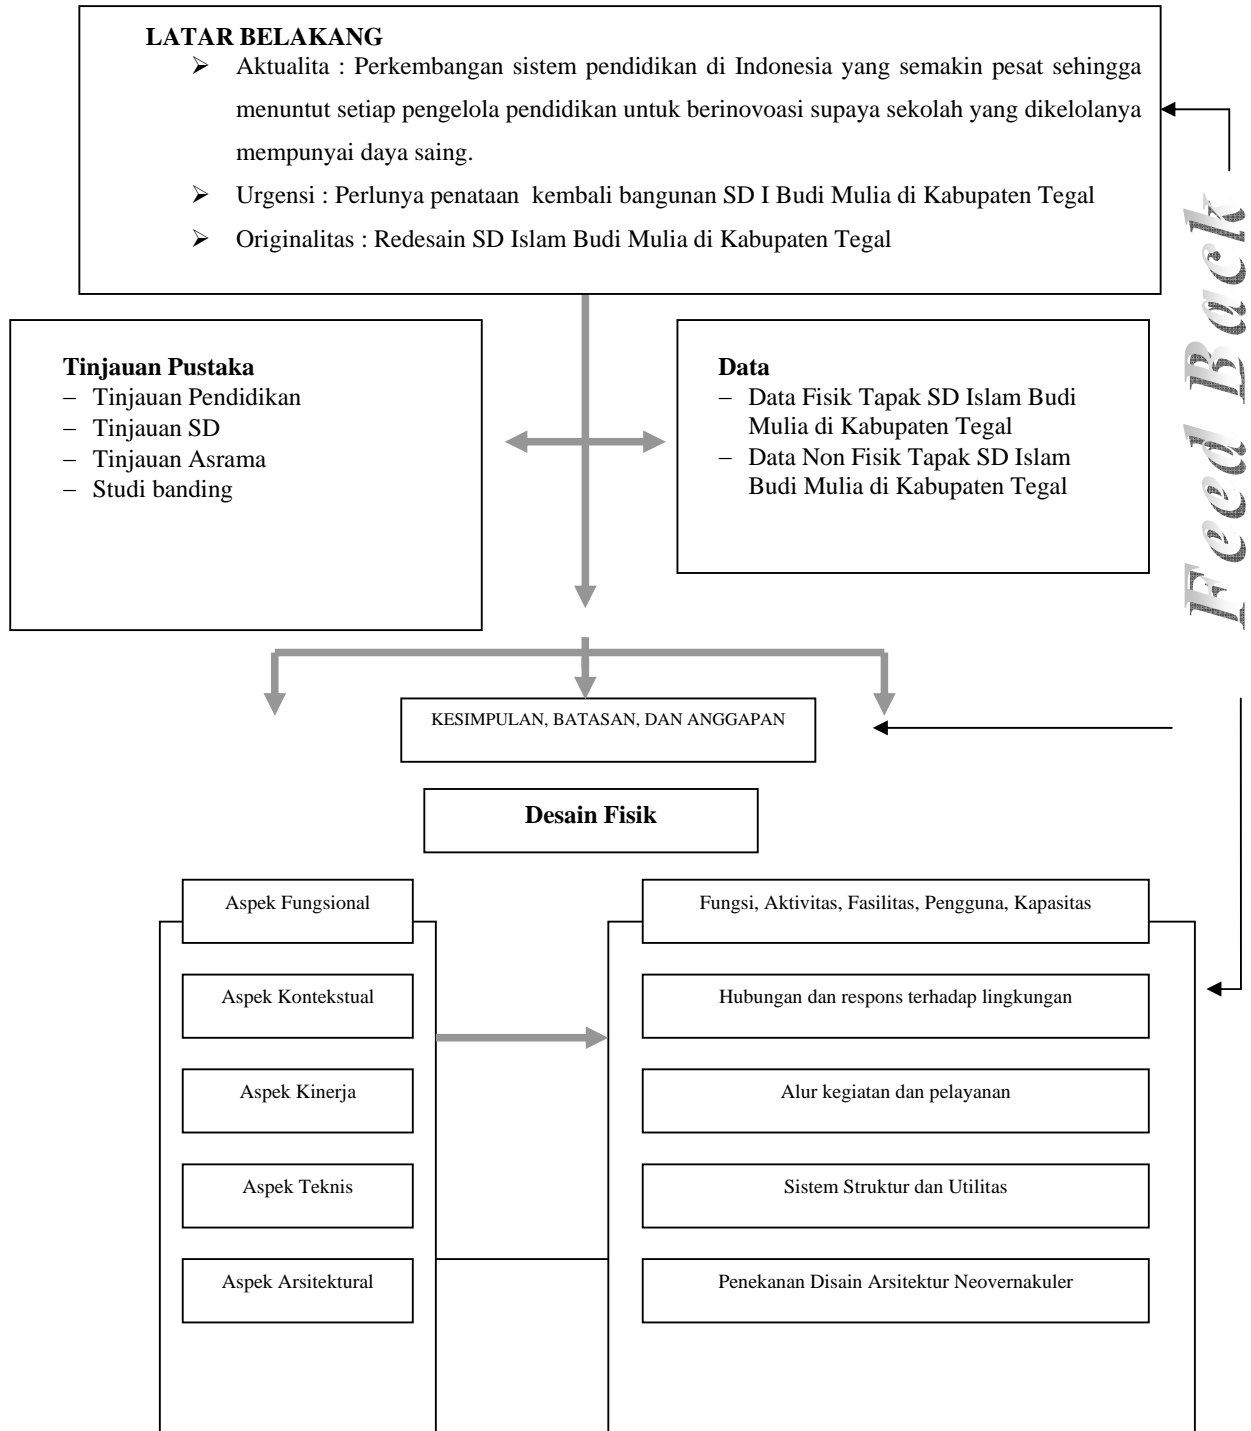 LATAR BELAKANG
➢ Aktualita : Perkembangan sistem pendidikan di Indonesia yang semakin pesat sehingga
menuntut setiap pengelola pendidikan untuk berinovoasi supaya sekolah yang dikelolanya
mempunyai daya saing.
➢ Urgensi : Perlunya penataan kembali bangunan SD I Budi Mulia di Kabupaten Tegal
➢ Originalitas : Redesain SD Islam Budi Mulia di Kabupaten Tegal
Tinjauan Pustaka
− Tinjauan Pendidikan
− Tinjauan SD
− Tinjauan Asrama
− Studi banding
Data
− Data Fisik Tapak SD Islam Budi
Mulia di Kabupaten Tegal
− Data Non Fisik Tapak SD Islam
Budi Mulia di Kabupaten Tegal
Feed Back
KESIMPULAN, BATASAN, DAN ANGGAPAN
Desain Fisik
Aspek Fungsional
Fungsi, Aktivitas, Fasilitas, Pengguna, Kapasitas
Aspek Kontekstual
Hubungan dan respons terhadap lingkungan
Aspek Kinerja
Alur kegiatan dan pelayanan
Aspek Teknis
Sistem Struktur dan Utilitas
Aspek Arsitektural
Penekanan Disain Arsitektur Neovernakuler